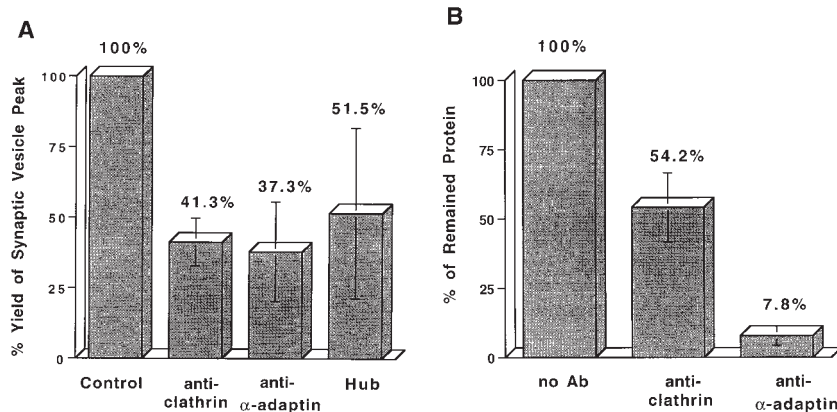 A
100%
% Yield of Synaptic Vesicle Peak
100
75
50
25
0
41.3%
37.3%
51.5%
Control
anti-
clathrin
anti-
α-adaptin
Hub
B
100%
% of Remained Protein
100
75
50
25
0
54.2%
7.8%
no Ab
anti-
clathrin
anti-
α-adaptin